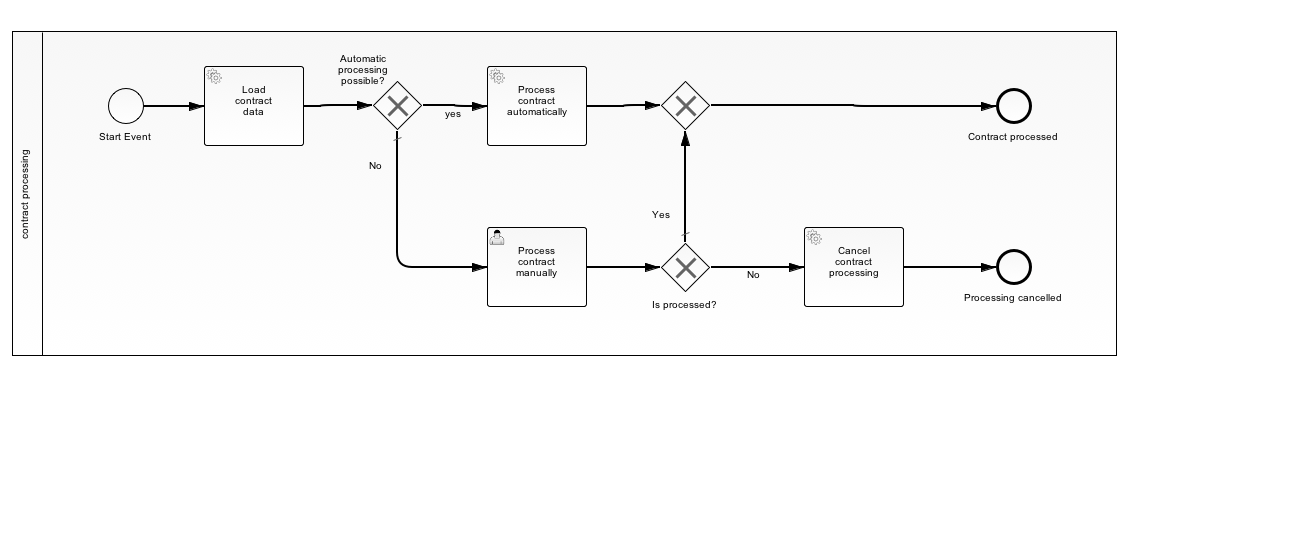 contract processing
Start Event
Load
contract
data
Automatic
processing
possible?
yes
No
Process
contract
automatically
Contract processed
Process
contract
manually
Yes
Is processed?
No
Cancel
contract
processing
Processing cancelled